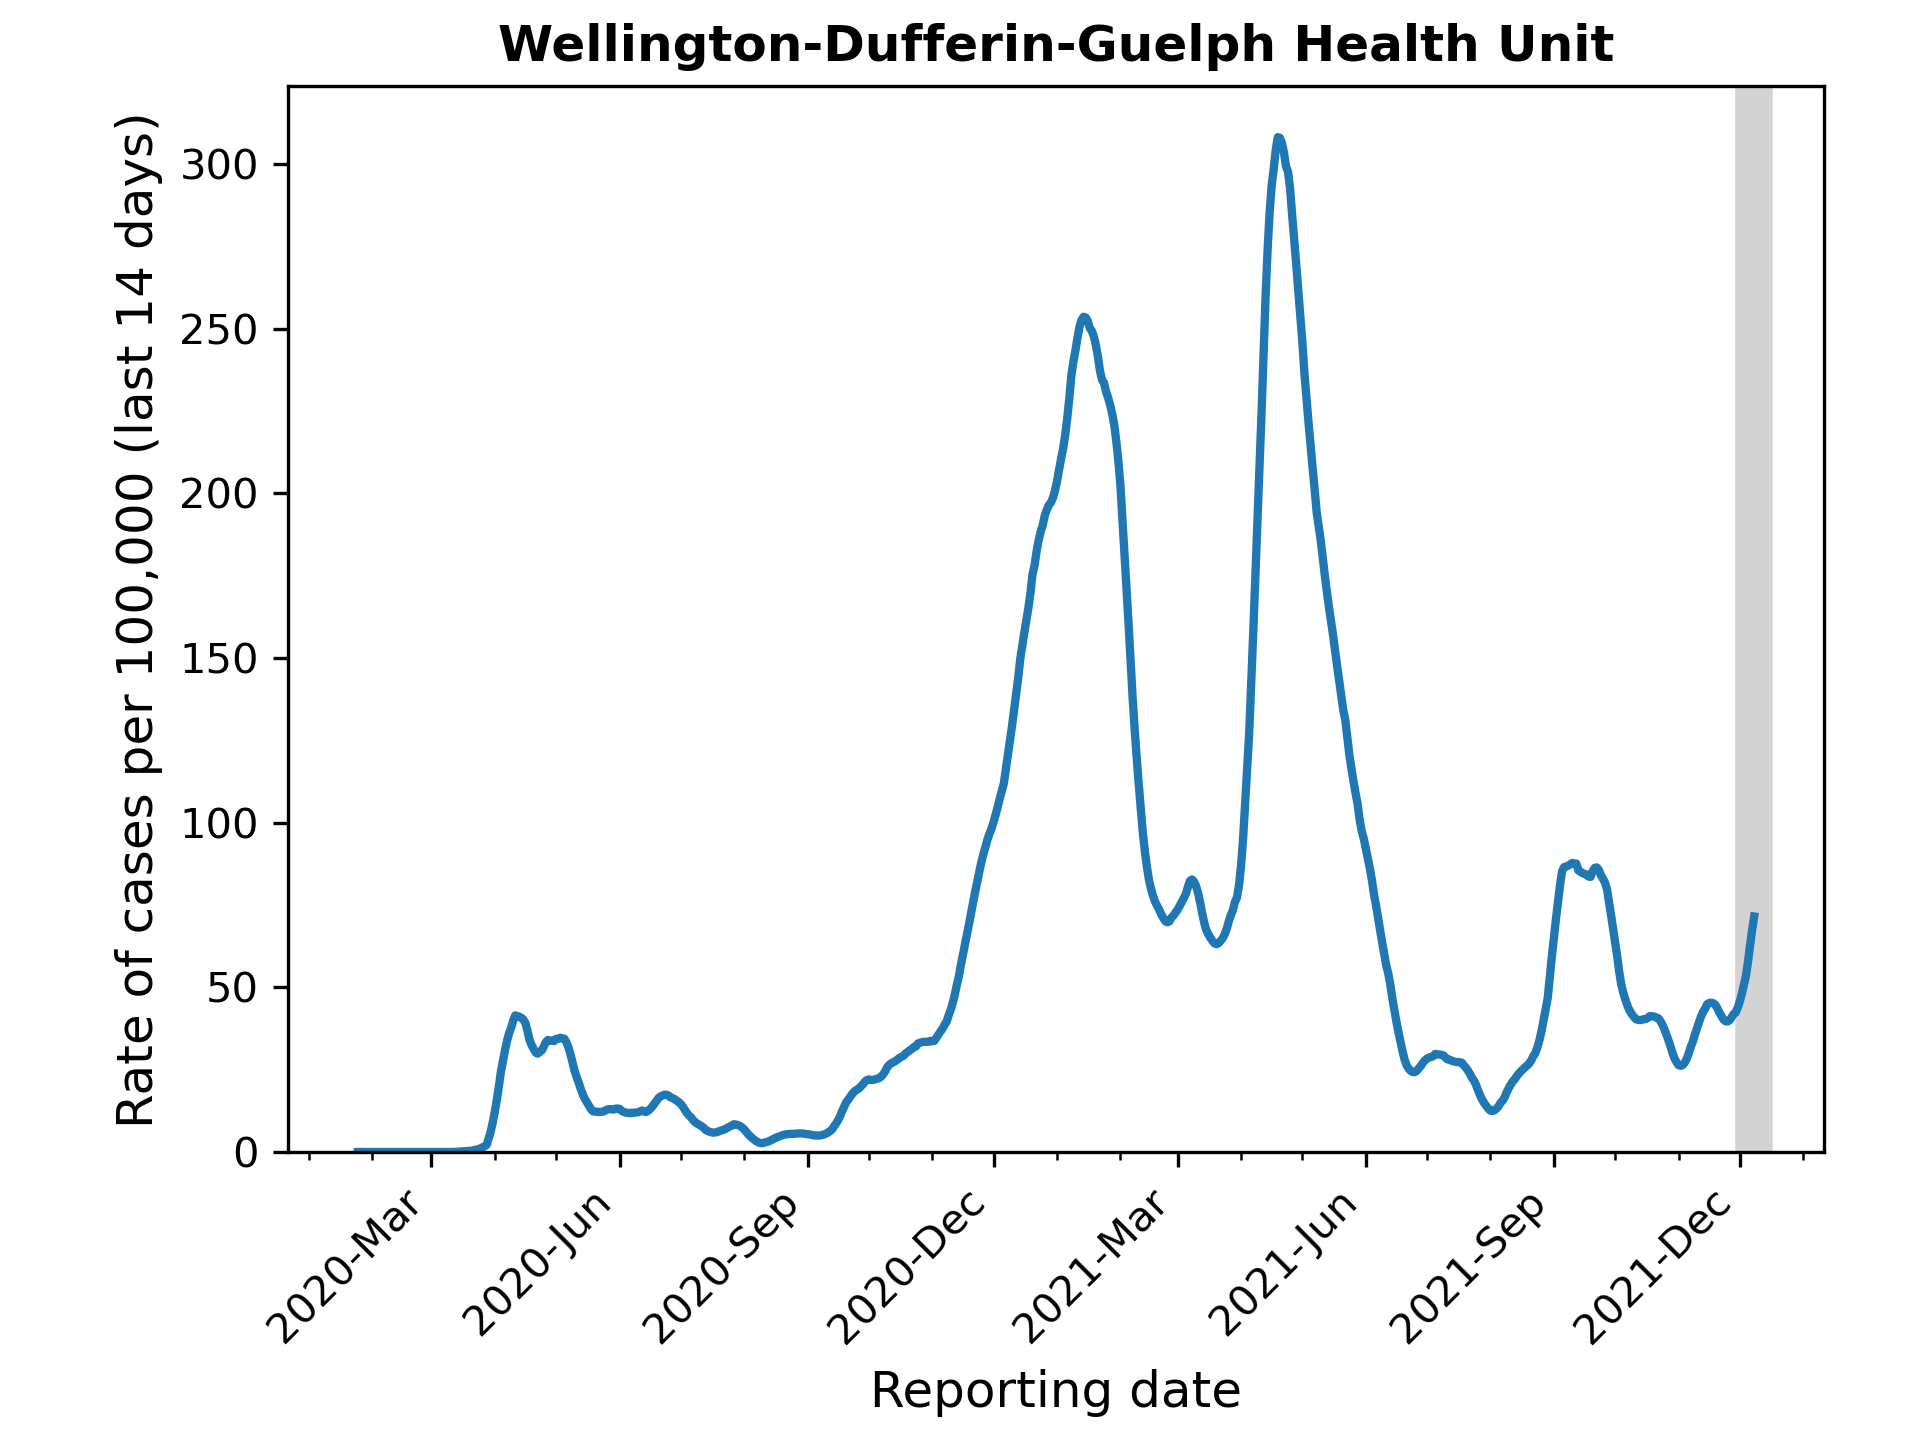 Wellington-Dufferin-Guelph Health Unit
Rate of cases per 100,000 (last 14 days)
300
250
200
150
100
50
0
2020-Mar
2020-Jun
2020-Sep
2020-Dec
2021-Mar
2021-Jun
2021-Sep
2021-Dec
Reporting date